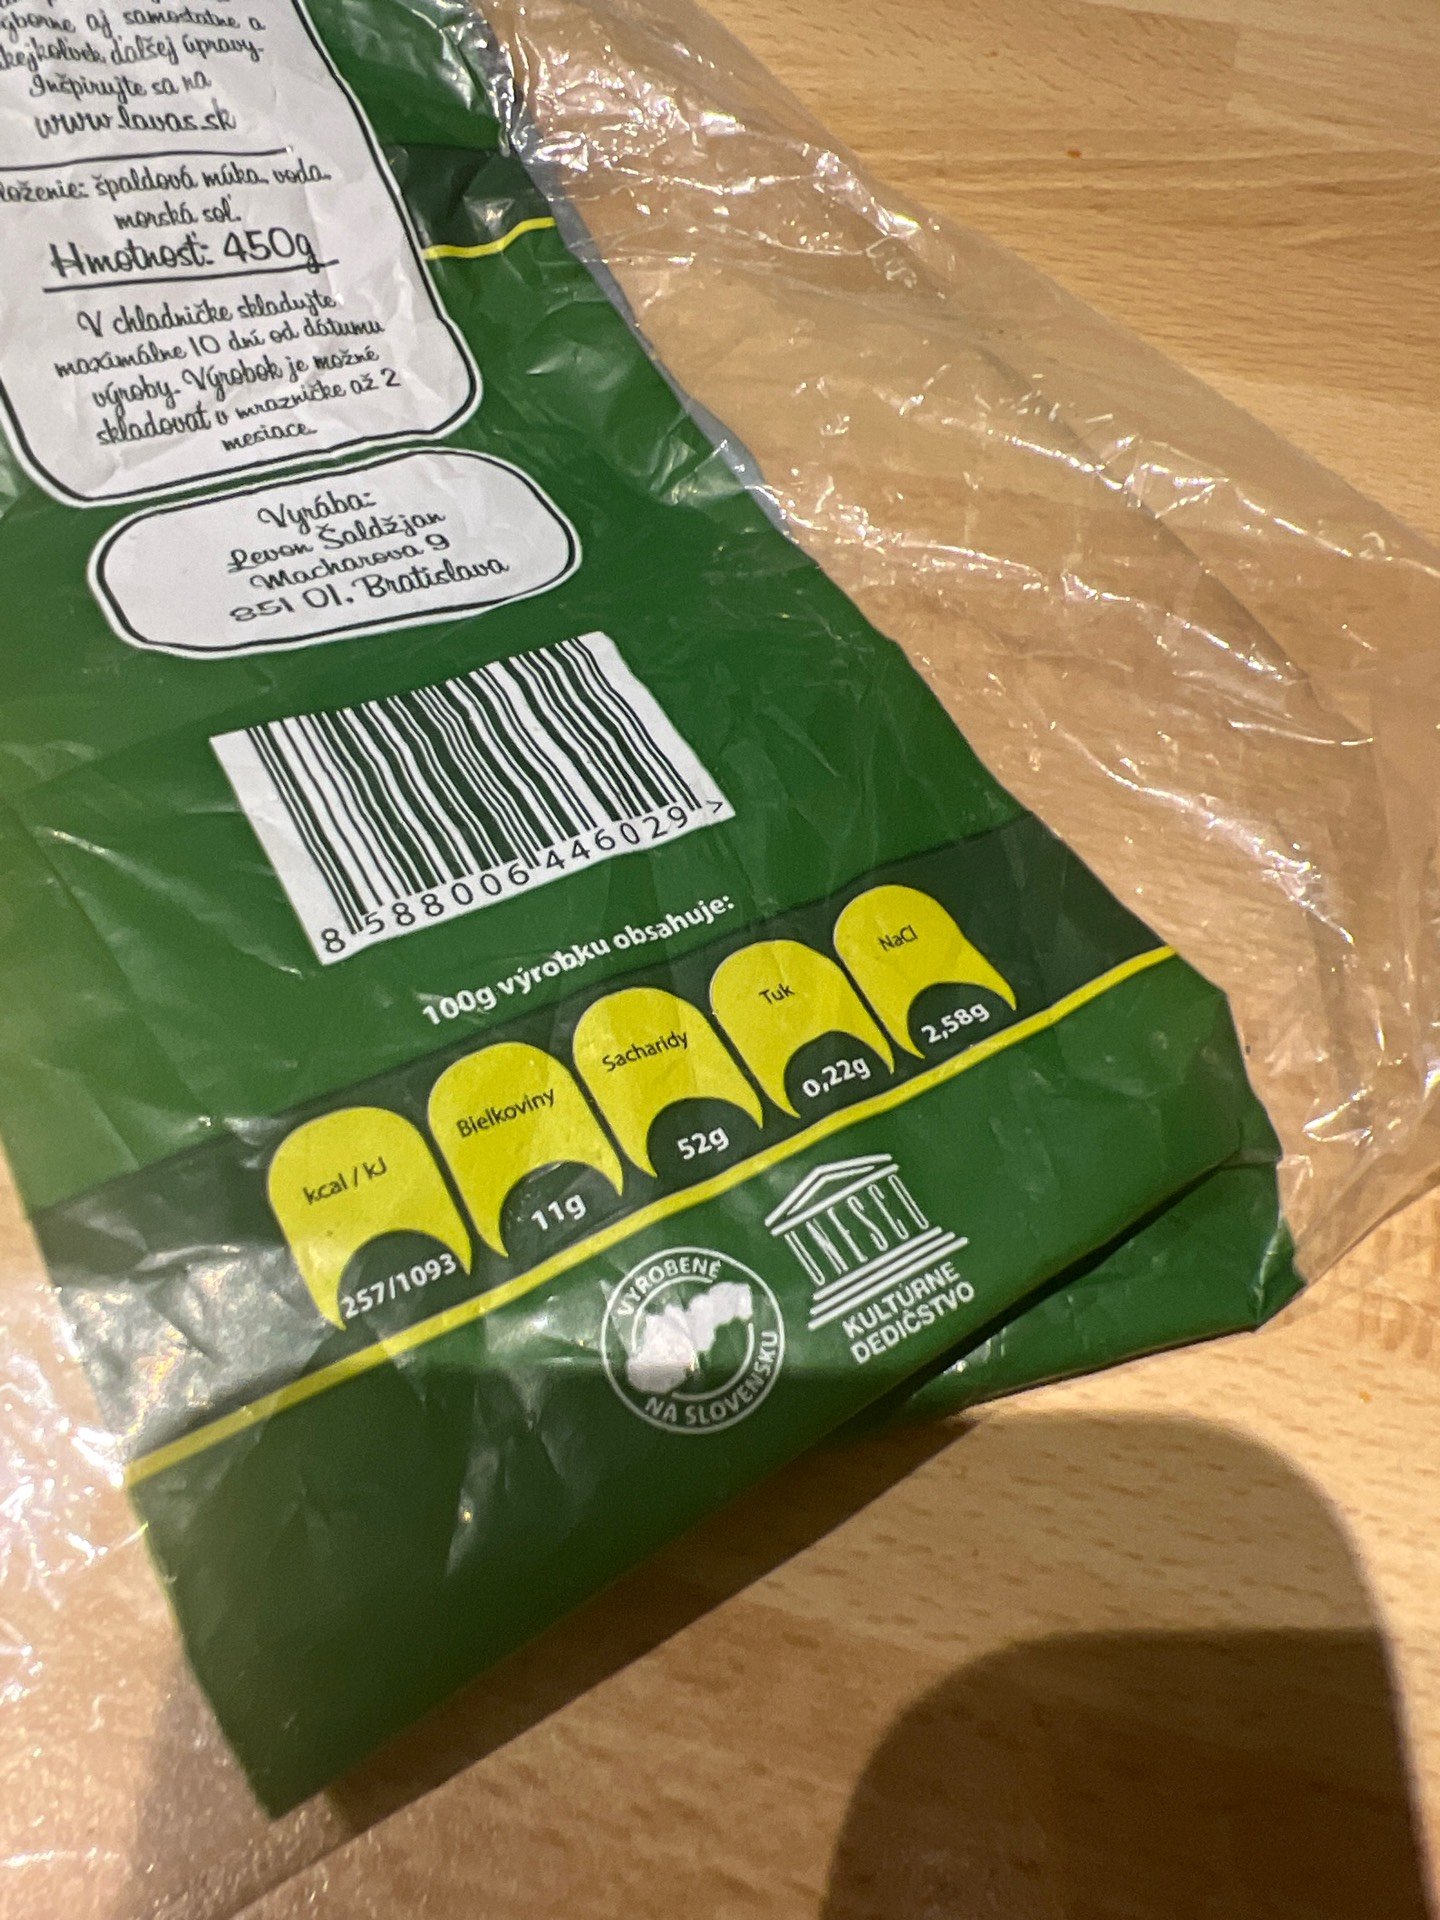 aj samostatne a
ďalšej úpravy.
Inšpirujte sa na
www.lavas.sk
špaldová múka, voda,
morská soľ.
Hmotnosť: 450g
V chladničke skladujte
maximálne 10 dní od dátumu
výroby. Výrobok je možné
skladovať v mrazničke až 2
mesiace.
Vyrába:
Levon Šaldžjan
Macharova 9
851 01, Bratislava
8 588006 446029 >
100g výrobku obsahuje:
kcal / kJ Bielkoviny Sacharidy Tuk NaCl
257/1093 11g 52g 0,22g 2,58g
VYROBENÉ
NA SLOVENSKU
UNESCO
KULTÚRNE
DEDIČSTVO